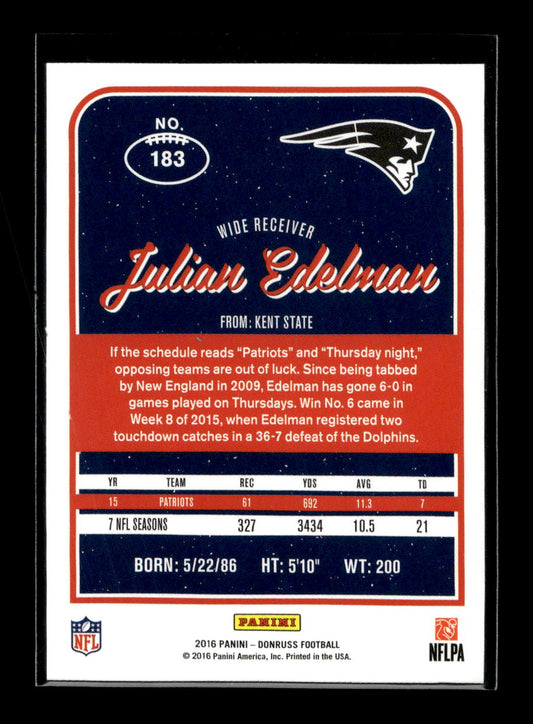 NO.
183
WIDE RECEIVER
Julian Edelman
FROM: KENT STATE
If the schedule reads “Patriots” and “Thursday night,”
opposing teams are out of luck. Since being tabbed
by New England in 2009, Edelman has gone 6-0 in
games played on Thursdays. Win No. 6 came in
Week 8 of 2015, when Edelman registered two
touchdown catches in a 36-7 defeat of the Dolphins.
YR TEAM REC YDS AVG TD
15 PATRIOTS 61 692 11.3 7
7 NFL SEASONS 327 3434 10.5 21
BORN: 5/22/86 HT: 5'10" WT: 200
PANINI
NFL
2016 PANINI – DONRUSS FOOTBALL
© 2016 Panini America, Inc. Printed in the USA.
NFLPA